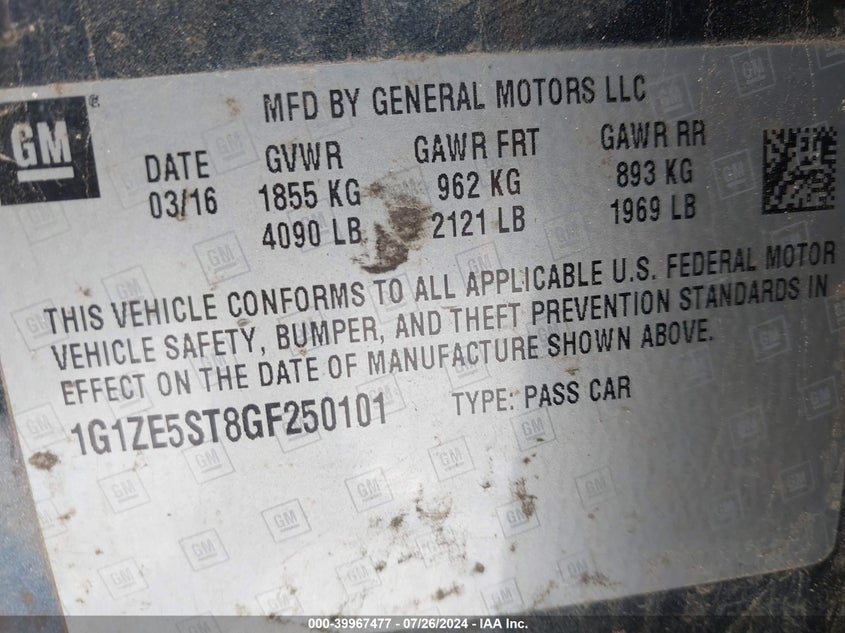 GM®
MFD BY GENERAL MOTORS LLC
DATE GVWR GAWR FRT GAWR RR
03/16 1855 KG 962 KG 893 KG
4090 LB 2121 LB 1969 LB
THIS VEHICLE CONFORMS TO ALL APPLICABLE U.S. FEDERAL MOTOR
VEHICLE SAFETY, BUMPER, AND THEFT PREVENTION STANDARDS IN
EFFECT ON THE DATE OF MANUFACTURE SHOWN ABOVE.
1G1ZE5ST8GF250101 TYPE: PASS CAR
000-39967477 - 07/26/2024 - IAA Inc.